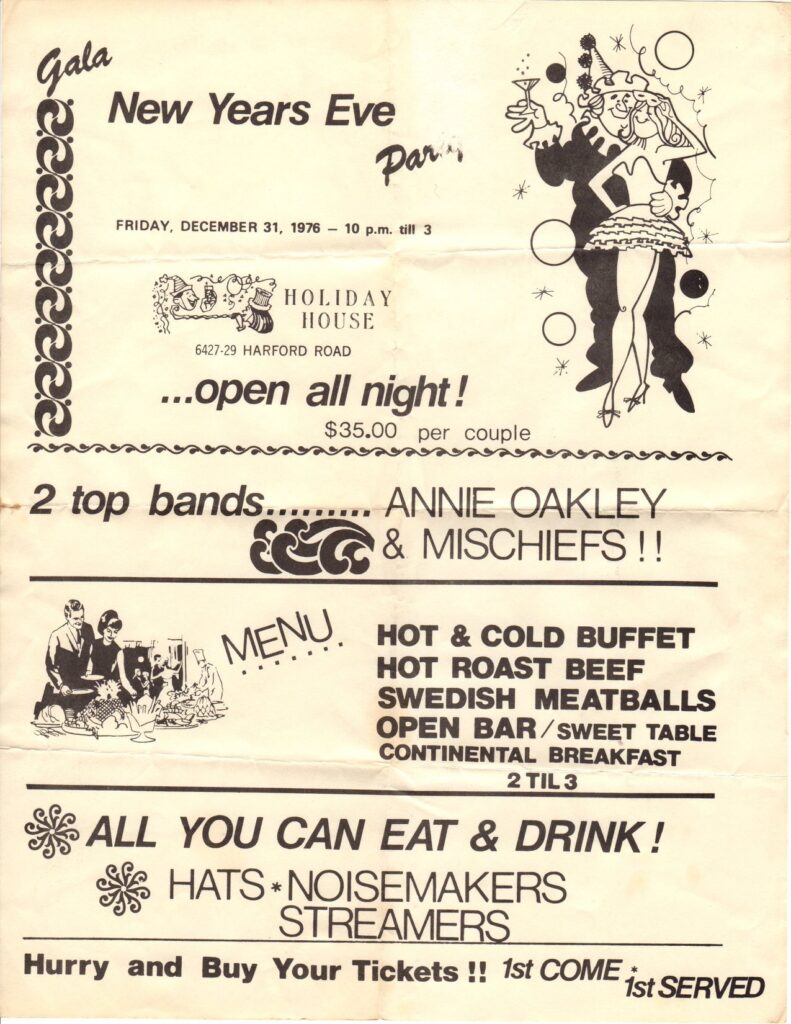 Gala
New Years Eve
FRIDAY, DECEMBER 31, 1976 – 10 p.m. till 3
HOLIDAY
HOUSE
6427-29 HARFORD ROAD
...open all night!
$35.00 per couple
2 top bands......... ANNIE OAKLEY
& MISCHIEFS !!
MENU.......
HOT & COLD BUFFET
HOT ROAST BEEF
SWEDISH MEATBALLS
OPEN BAR / SWEET TABLE
CONTINENTAL BREAKFAST
2 TIL 3
ALL YOU CAN EAT & DRINK!
HATS * NOISEMAKERS
STREAMERS
Hurry and Buy Your Tickets !! 1st COME * 1st SERVED